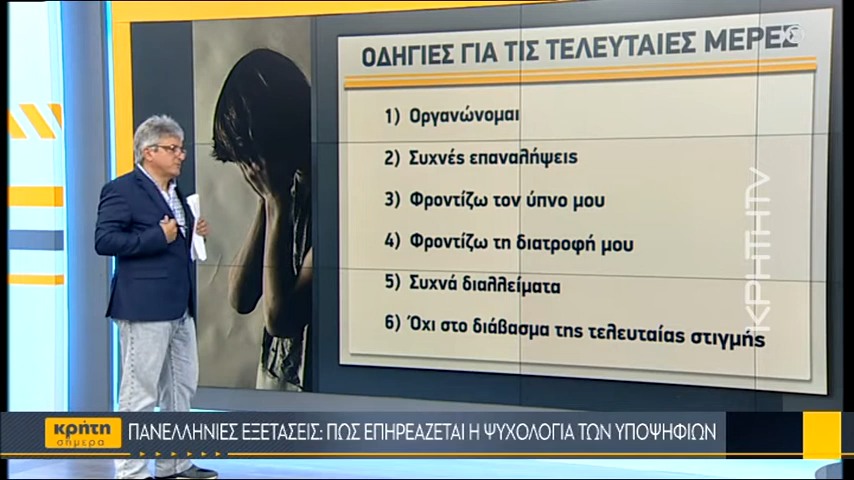 ΟΔΗΓΙΕΣ ΓΙΑ ΤΙΣ ΤΕΛΕΥΤΑΙΕΣ ΜΕΡΕΣ
1) Οργανώνομαι
2) Συχνές επαναλήψεις
3) Φροντίζω τον ύπνο μου
4) Φροντίζω τη διατροφή μου
5) Συχνά διαλλείματα
6) Όχι στο διάβασμα της τελευταίας στιγμής
ΚΡΗΤΗTV
κρήτη
σήμερα
ΠΑΝΕΛΛΗΝΙΕΣ ΕΞΕΤΑΣΕΙΣ: ΠΩΣ ΕΠΗΡΕΑΖΕΤΑΙ Η ΨΥΧΟΛΟΓΙΑ ΤΩΝ ΥΠΟΨΗΦΙΩΝ